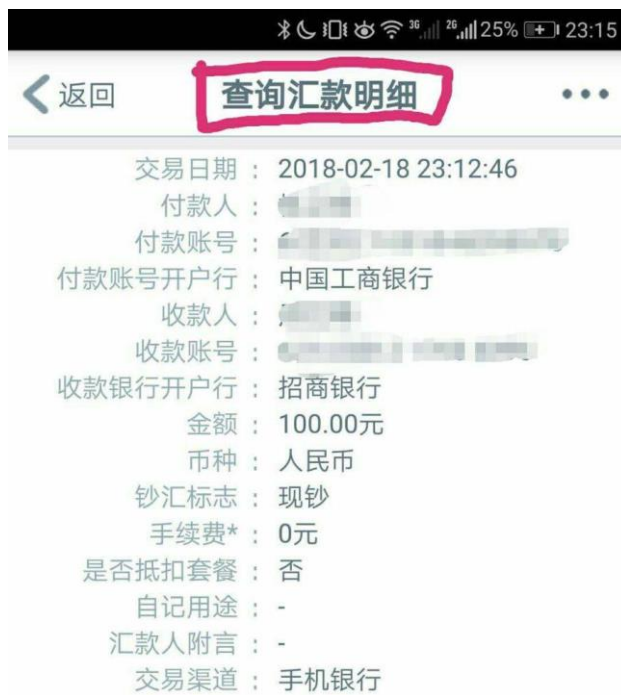 3G 2G 25% 23:15
返回 查询汇款明细
交易日期 : 2018-02-18 23:12:46
付款人 :
付款账号 :
付款账号开户行 : 中国工商银行
收款人 :
收款账号 :
收款银行开户行 : 招商银行
金额 : 100.00元
币种 : 人民币
钞汇标志 : 现钞
手续费* : 0元
是否抵扣套餐 : 否
自记用途 : -
汇款人附言 : -
交易渠道 : 手机银行